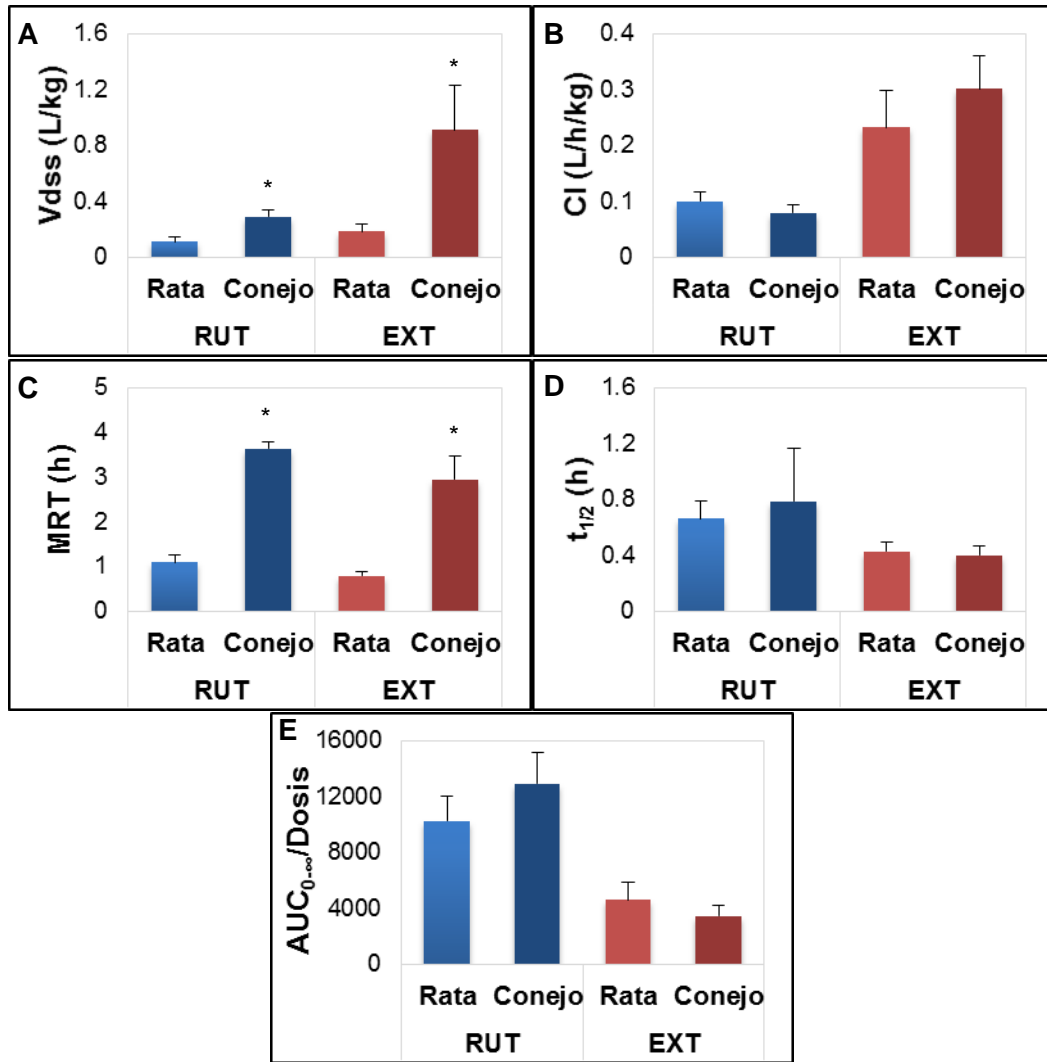 A
Vdss (L/kg)
1.6
1.2
0.8
0.4
0
*
*
Rata Conejo Rata Conejo
RUT EXT
B
Cl (L/h/kg)
0.4
0.3
0.2
0.1
0
Rata Conejo Rata Conejo
RUT EXT
C
MRT (h)
5
4
3
2
1
0
*
*
Rata Conejo Rata Conejo
RUT EXT
D
t1/2 (h)
1.6
1.2
0.8
0.4
0
Rata Conejo Rata Conejo
RUT EXT
E
AUC0-∞/Dosis
16000
12000
8000
4000
0
Rata Conejo Rata Conejo
RUT EXT